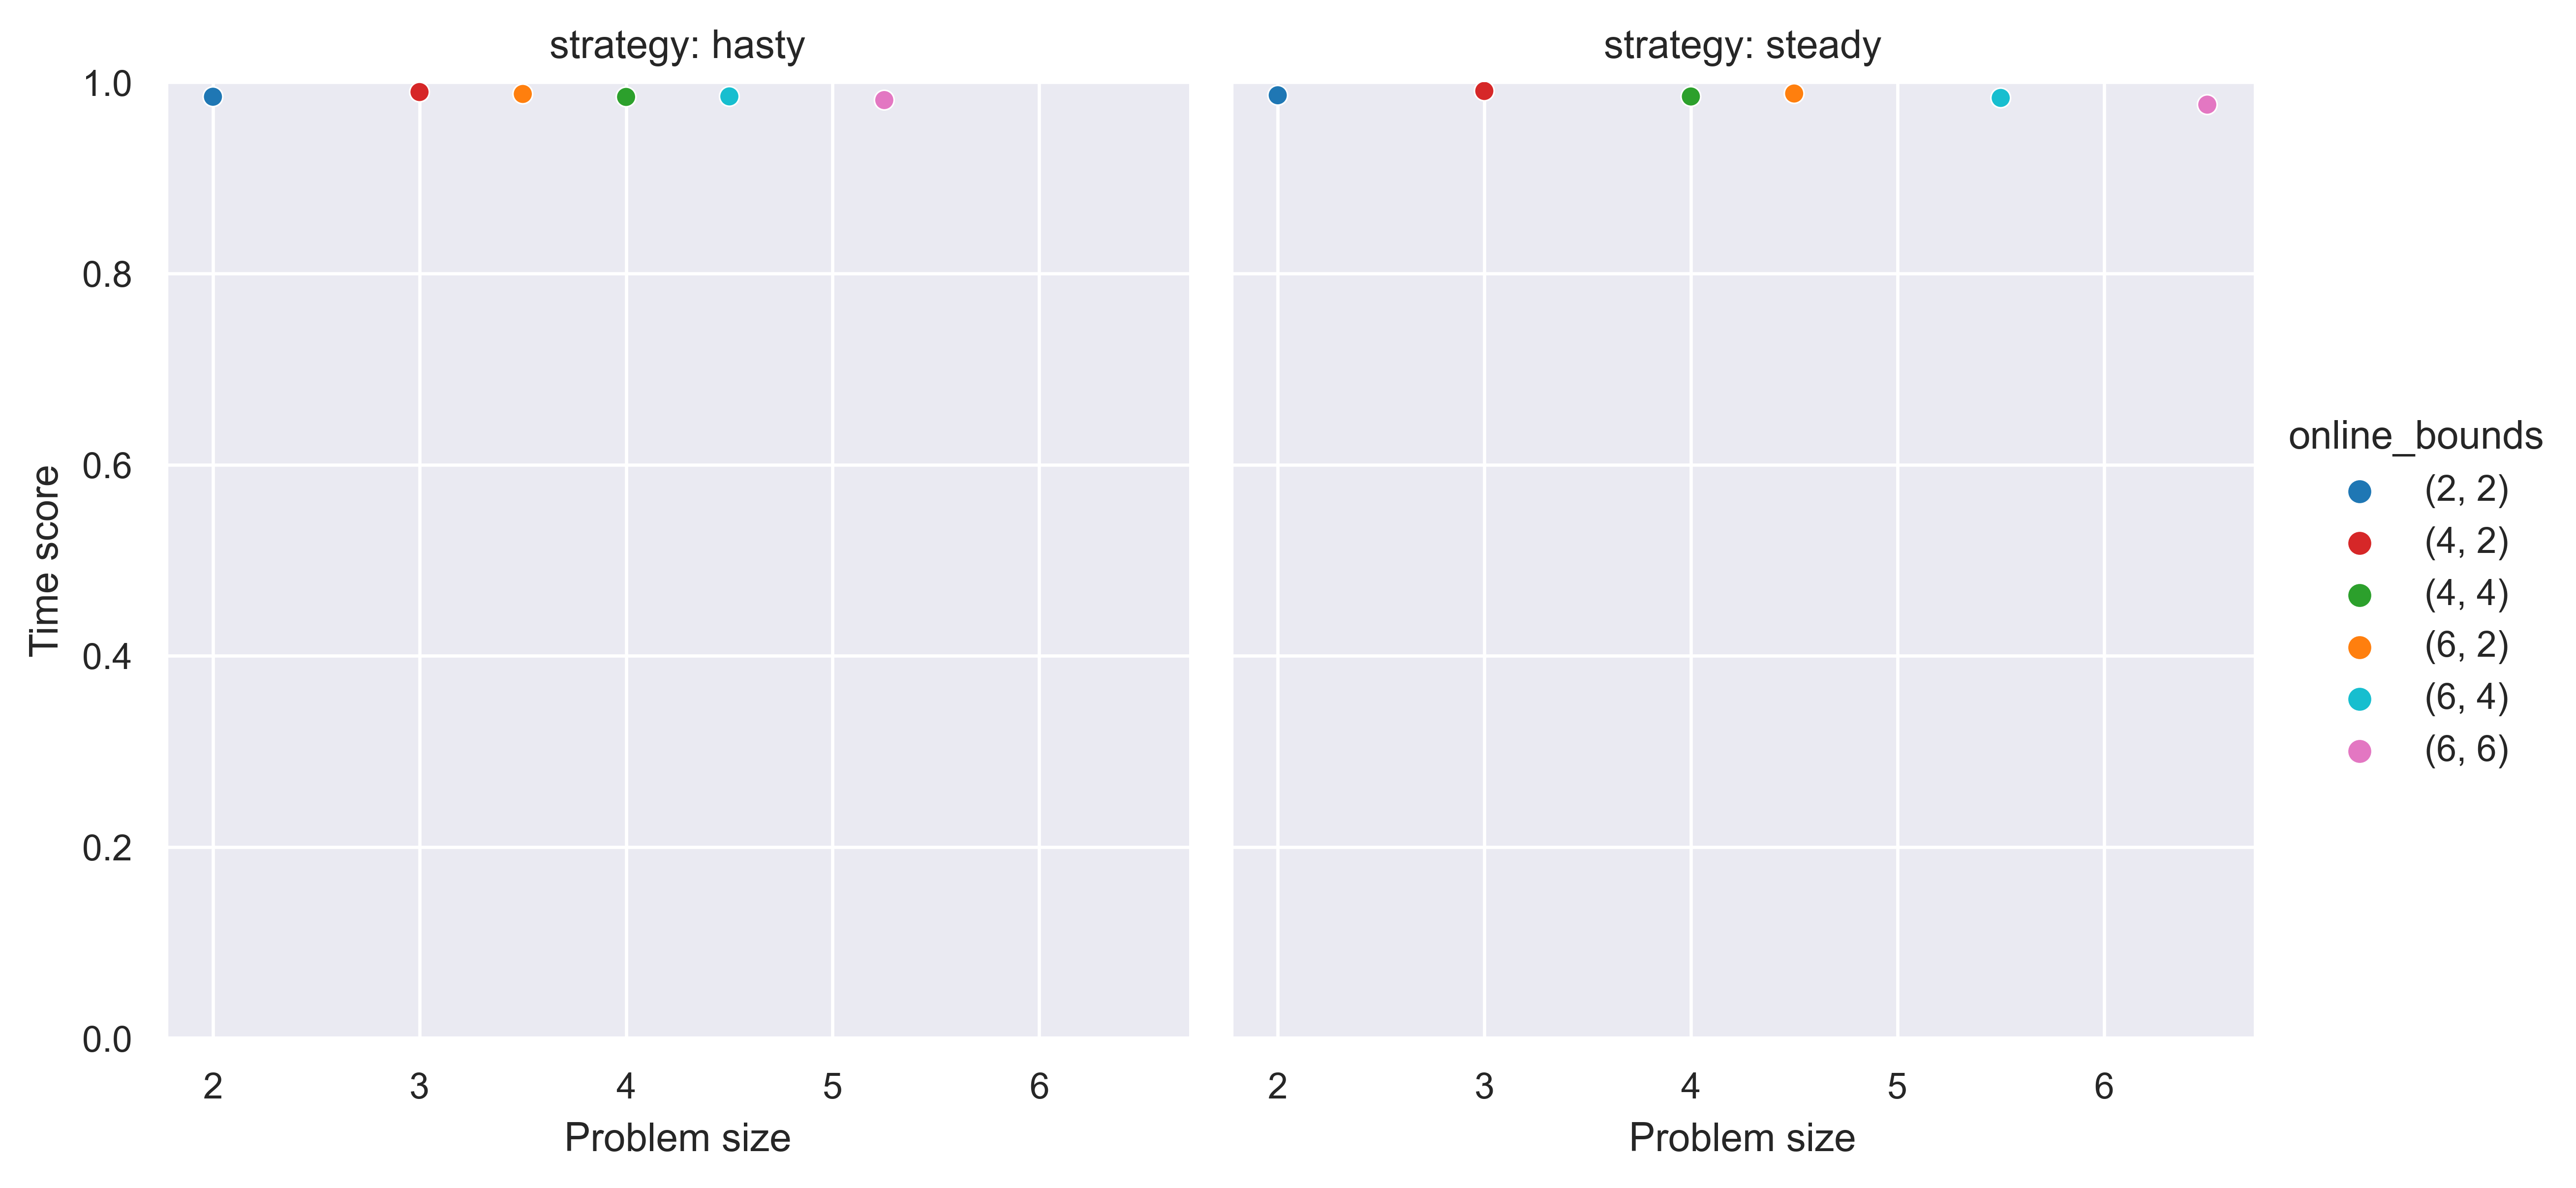 strategy: hasty
strategy: steady
1.0
0.8
0.6
0.4
0.2
0.0
Time score
2 3 4 5 6
2 3 4 5 6
Problem size
Problem size
online_bounds
(2, 2)
(4, 2)
(4, 4)
(6, 2)
(6, 4)
(6, 6)